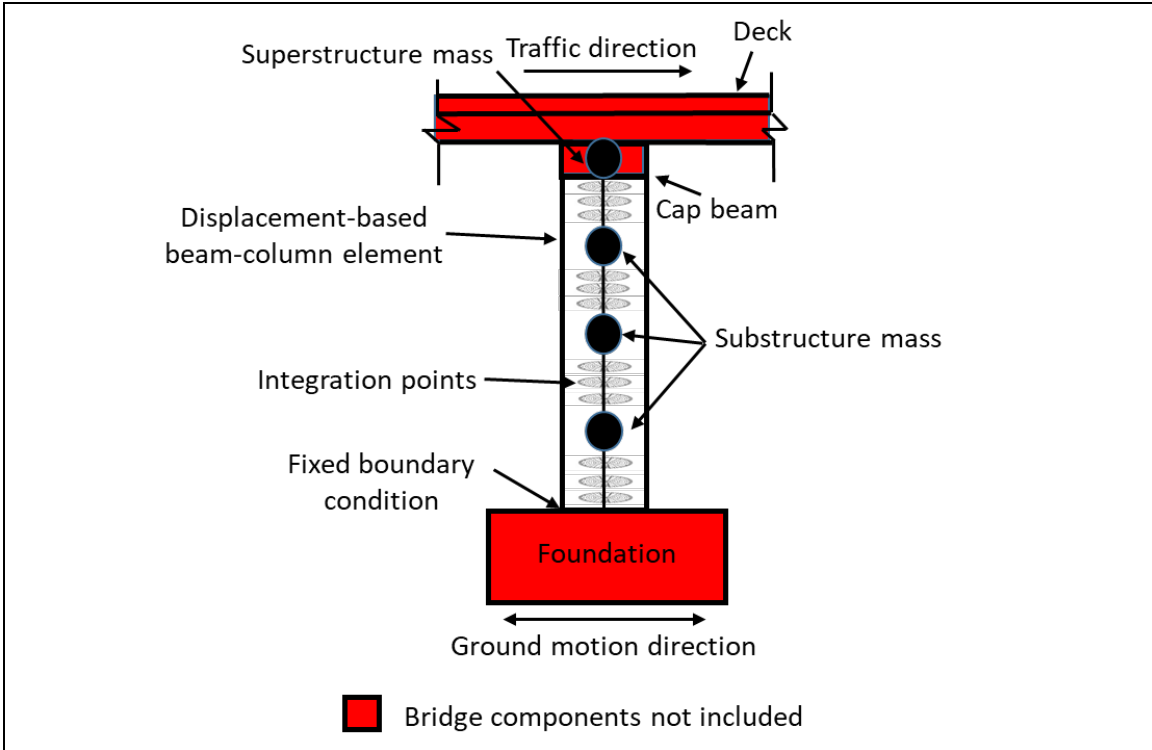 Deck
Traffic direction
Superstructure mass
Cap beam
Displacement-based
beam-column element
Substructure mass
Integration points
Fixed boundary
condition
Foundation
Ground motion direction
Bridge components not included